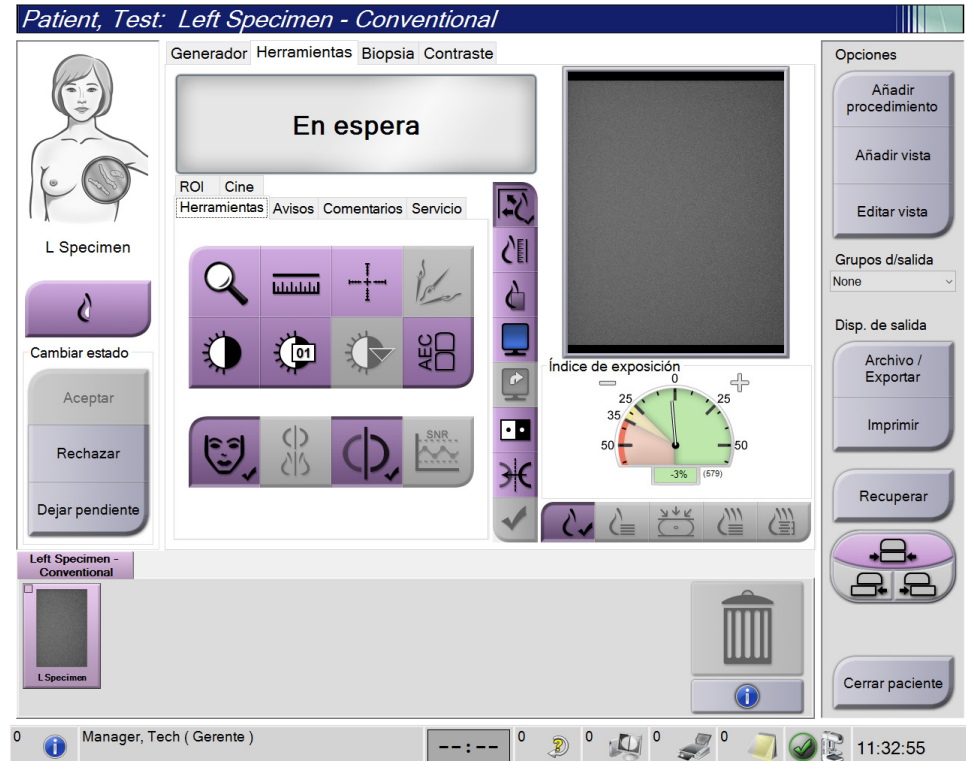 Patient, Test: Left Specimen - Conventional
Generador Herramientas Biopsia Contraste
En espera
ROI Cine
Herramientas Avisos Comentarios Servicio
L Specimen
Cambiar estado
Aceptar
Rechazar
Dejar pendiente
01
AEC
SNR
Índice de exposición
0
25 25
35
50 50
-3% (579)
Opciones
Añadir
procedimiento
Añadir vista
Editar vista
Grupos d/salida
None
Disp. de salida
Archivo /
Exportar
Imprimir
Recuperar
Cerrar paciente
Left Specimen -
Conventional
L Specimen
0 Manager, Tech ( Gerente ) --:-- 0 0 0 0 11:32:55